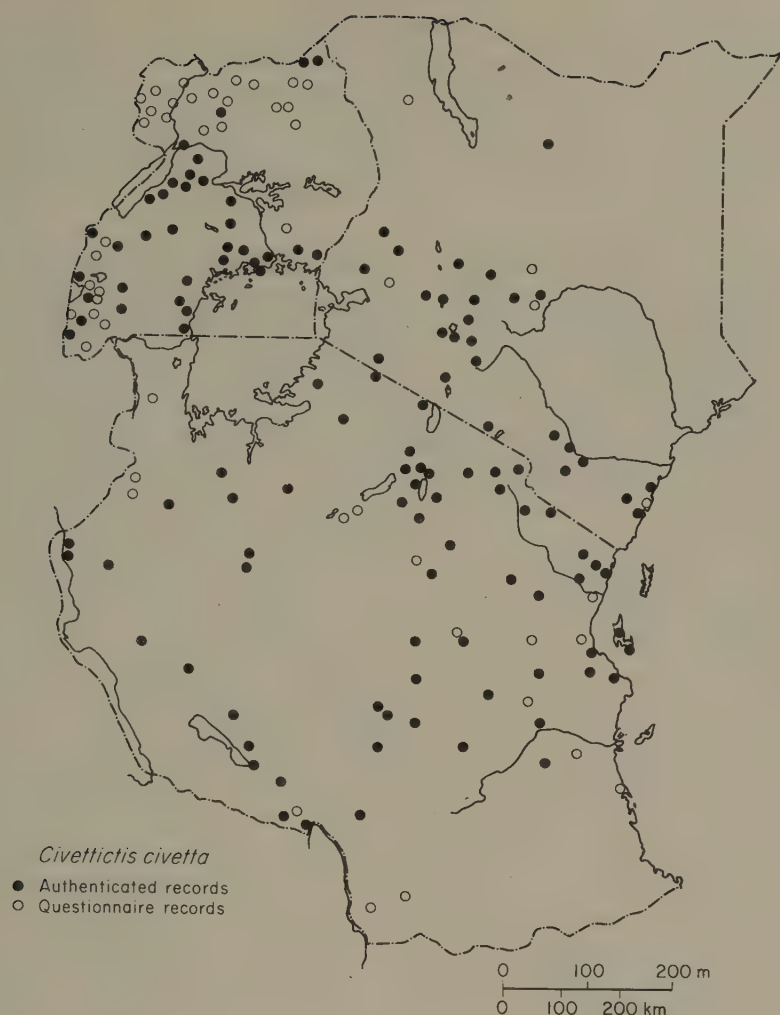 Civettictis civetta
Authenticated records
Questionnaire records
0 100 200 m
0 100 200 km